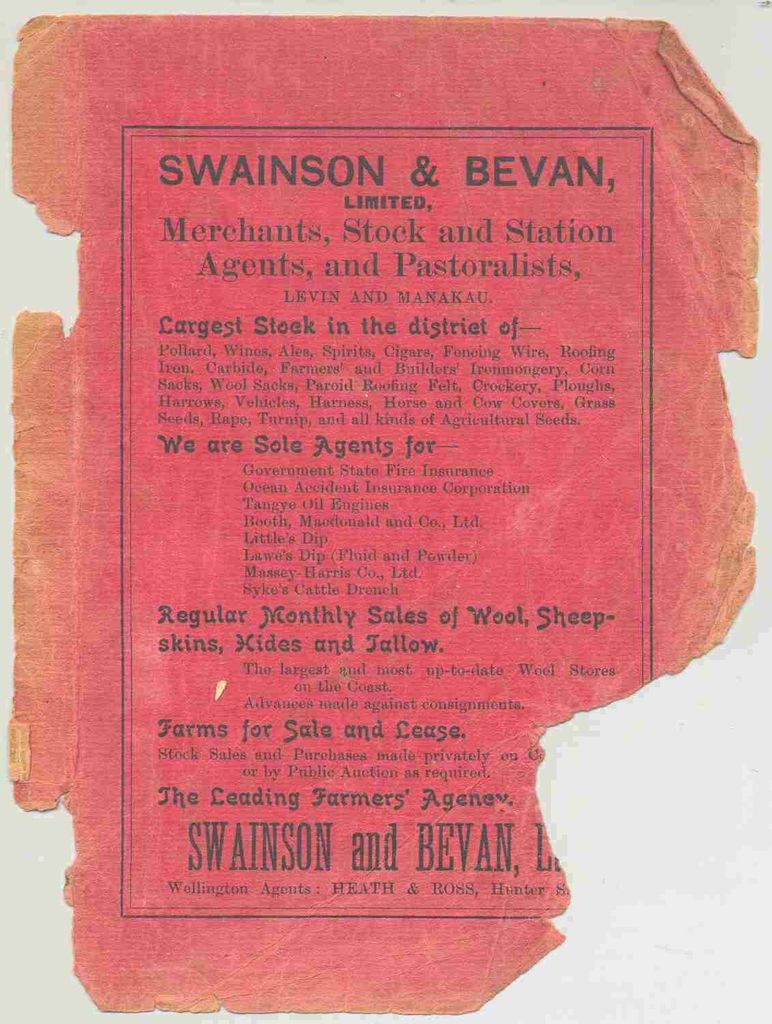 SWAINSON & BEVAN,
LIMITED,
Merchants, Stock and Station
Agents, and Pastoralists,
LEVIN AND MANAKAU.
Largest Stock in the district of—
Pollard, Wines, Ales, Spirits, Cigars, Fencing Wire, Roofing
Iron, Carbide, Farmers' and Builders' Ironmongery, Corn
Sacks, Wool Sacks, Paroid Roofing Felt, Crockery, Ploughs,
Harrows, Vehicles, Harness, Horse and Cow Covers, Grass
Seeds, Rape, Turnip, and all kinds of Agricultural Seeds.
We are Sole Agents for—
Government State Fire Insurance
Ocean Accident Insurance Corporation
Tangye Oil Engines
Booth, Macdonald and Co., Ltd.
Little's Dip
Lawe's Dip (Fluid and Powder)
Massey-Harris Co., Ltd.
Syke's Cattle Drench
Regular Monthly Sales of Wool, Sheep-
skins, Hides and Tallow.
The largest and most up-to-date Wool Stores
on the Coast.
Advances made against consignments.
Farms for Sale and Lease.
Stock Sales and Purchases made privately on
or by Public Auction as required.
The Leading Farmers' Agency.
SWAINSON and BEVAN, L
Wellington Agents: HEATH & ROSS, Hunter S